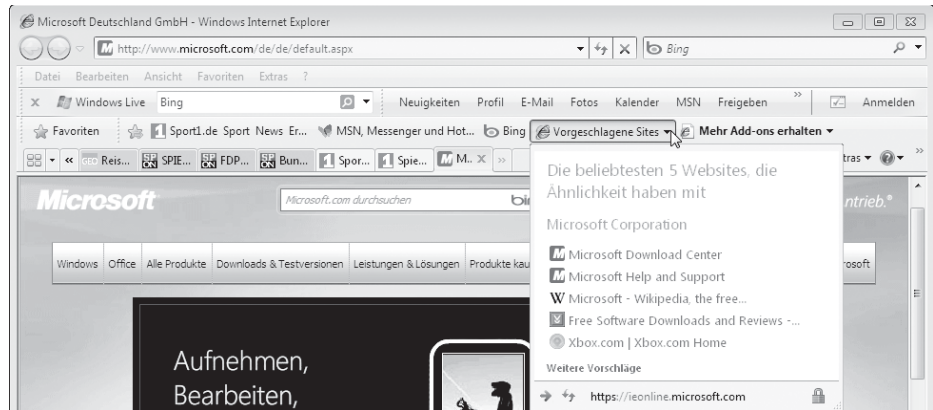 Microsoft Deutschland GmbH - Windows Internet Explorer
http://www.microsoft.com/de/de/default.aspx Bing
Datei Bearbeiten Ansicht Favoriten Extras ?
x Windows Live Bing Neuigkeiten Profil E-Mail Fotos Kalender MSN Freigeben » Anmelden
Favoriten Sport1.de Sport News Er... MSN, Messenger und Hot... Bing Vorgeschlagene Sites Mehr Add-ons erhalten
« GEO Reis... SPIE... FDP... Bun... Spor... Spie... M.. X » tras »
Die beliebtesten 5 Websites, die
Ähnlichkeit haben mit
Microsoft Microsoft.com durchsuchen bin ntrieb.®
Microsoft Corporation
Windows Office Alle Produkte Downloads & Testversionen Leistungen & Lösungen Produkte kau rosoft
Microsoft Download Center
Microsoft Help and Support
W Microsoft - Wikipedia, the free...
Free Software Downloads and Reviews -...
Xbox.com | Xbox.com Home
Weitere Vorschläge
https://ieonline.microsoft.com
Aufnehmen,
Bearbeiten,